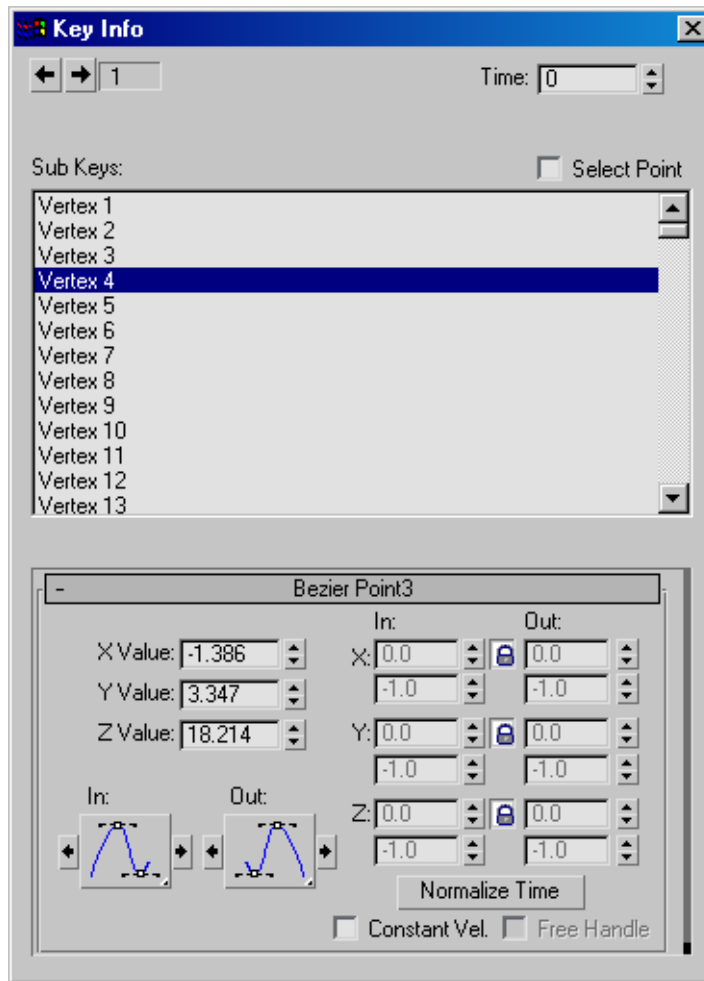 Key Info
1 Time: 0
Sub Keys: Select Point
Vertex 1
Vertex 2
Vertex 3
Vertex 4
Vertex 5
Vertex 6
Vertex 7
Vertex 8
Vertex 9
Vertex 10
Vertex 11
Vertex 12
Vertex 13
- Bezier Point3
In: Out:
X Value: -1.386 X: 0.0 0.0
-1.0 -1.0
Y Value: 3.347
Z Value: 18.214 Y: 0.0 0.0
-1.0 -1.0
In: Out: Z: 0.0 0.0
-1.0 -1.0
Normalize Time
Constant Vel. Free Handle